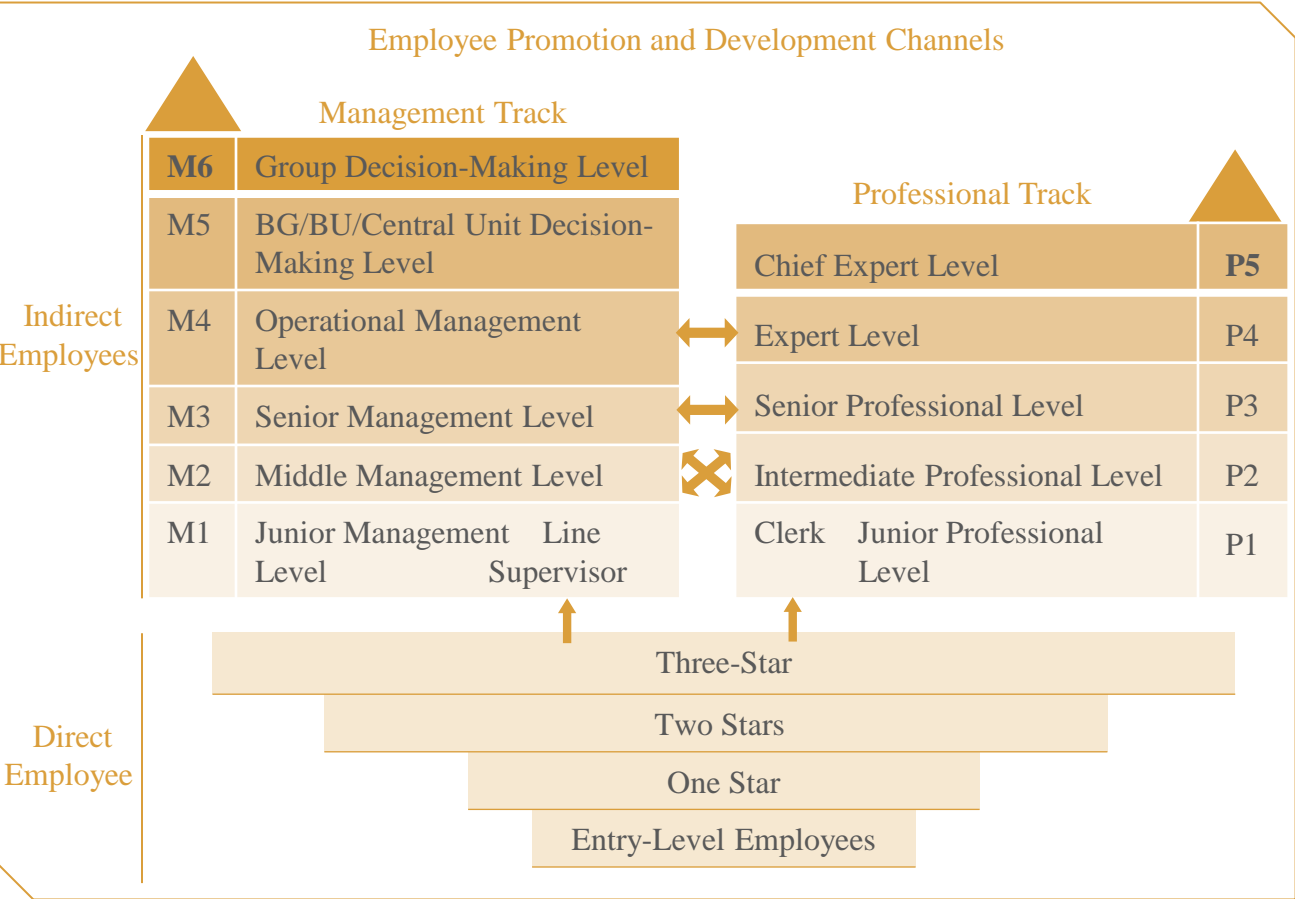 Employee Promotion and Development Channels
Management Track
M6 Group Decision-Making Level
M5 BG/BU/Central Unit Decision-
Making Level
M4 Operational Management
Level
M3 Senior Management Level
M2 Middle Management Level
M1 Junior Management Line
Level Supervisor
Professional Track
Chief Expert Level P5
Expert Level P4
Senior Professional Level P3
Intermediate Professional Level P2
Clerk Junior Professional P1
Level
Indirect
Employees
Three-Star
Two Stars
One Star
Entry-Level Employees
Direct
Employee